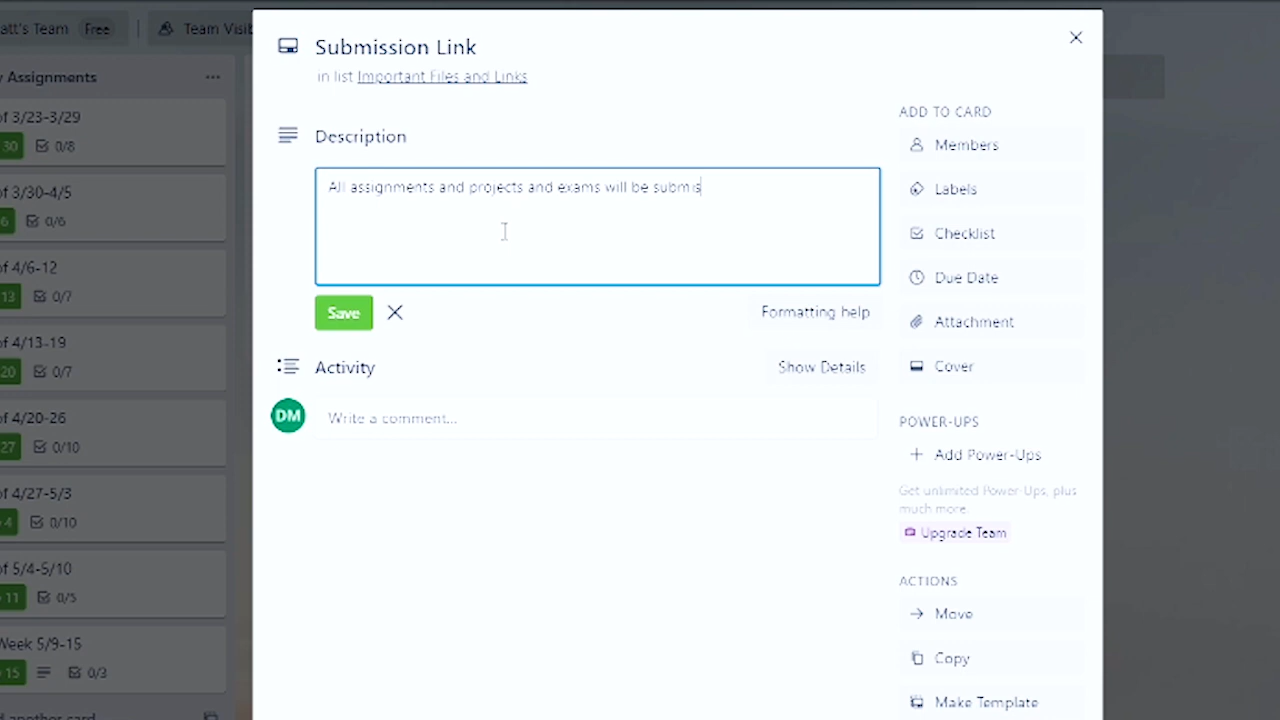 att's Team Free
Team Visib
y Assignments
of 3/23-3/29
30 0/8
of 3/30-4/5
6 0/6
of 4/6-12
13 0/7
of 4/13-19
20 0/7
of 4/20-26
27 0/10
of 4/27-5/3
4 0/10
of 5/4-5/10
11 0/5
Week 5/9-15
15 0/3
d another card
Submission Link
in list Important Files and Links
Description
All assignments and projects and exams will be submis
Save
Formatting help
Activity
Show Details
DM
Write a comment...
ADD TO CARD
Members
Labels
Checklist
Due Date
Attachment
Cover
POWER-UPS
Add Power-Ups
Get unlimited Power-Ups, plus
much more.
Upgrade Team
ACTIONS
Move
Copy
Make Template